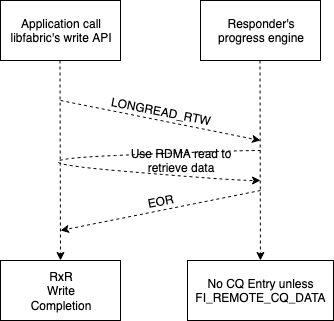 Application call
libfabric's write API
Responder's
progress engine
LONGREAD_RTW
Use RDMA read to
retrieve data
EOR
RxR
Write
Completion
No CQ Entry unless
FI_REMOTE_CQ_DATA